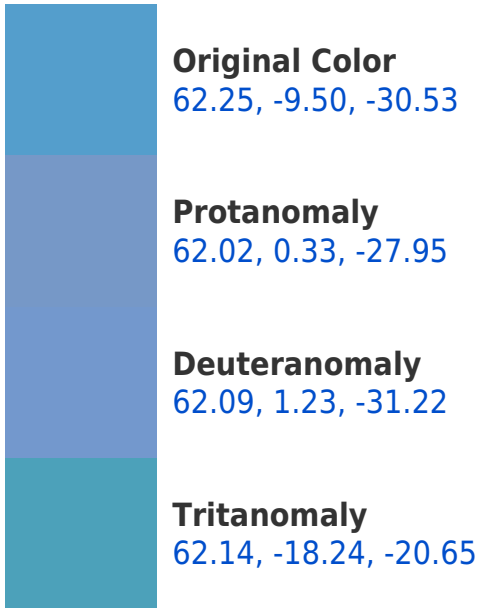 Original Color
62.25, -9.50, -30.53
Protanomaly
62.02, 0.33, -27.95
Deuteranomaly
62.09, 1.23, -31.22
Tritanomaly
62.14, -18.24, -20.65